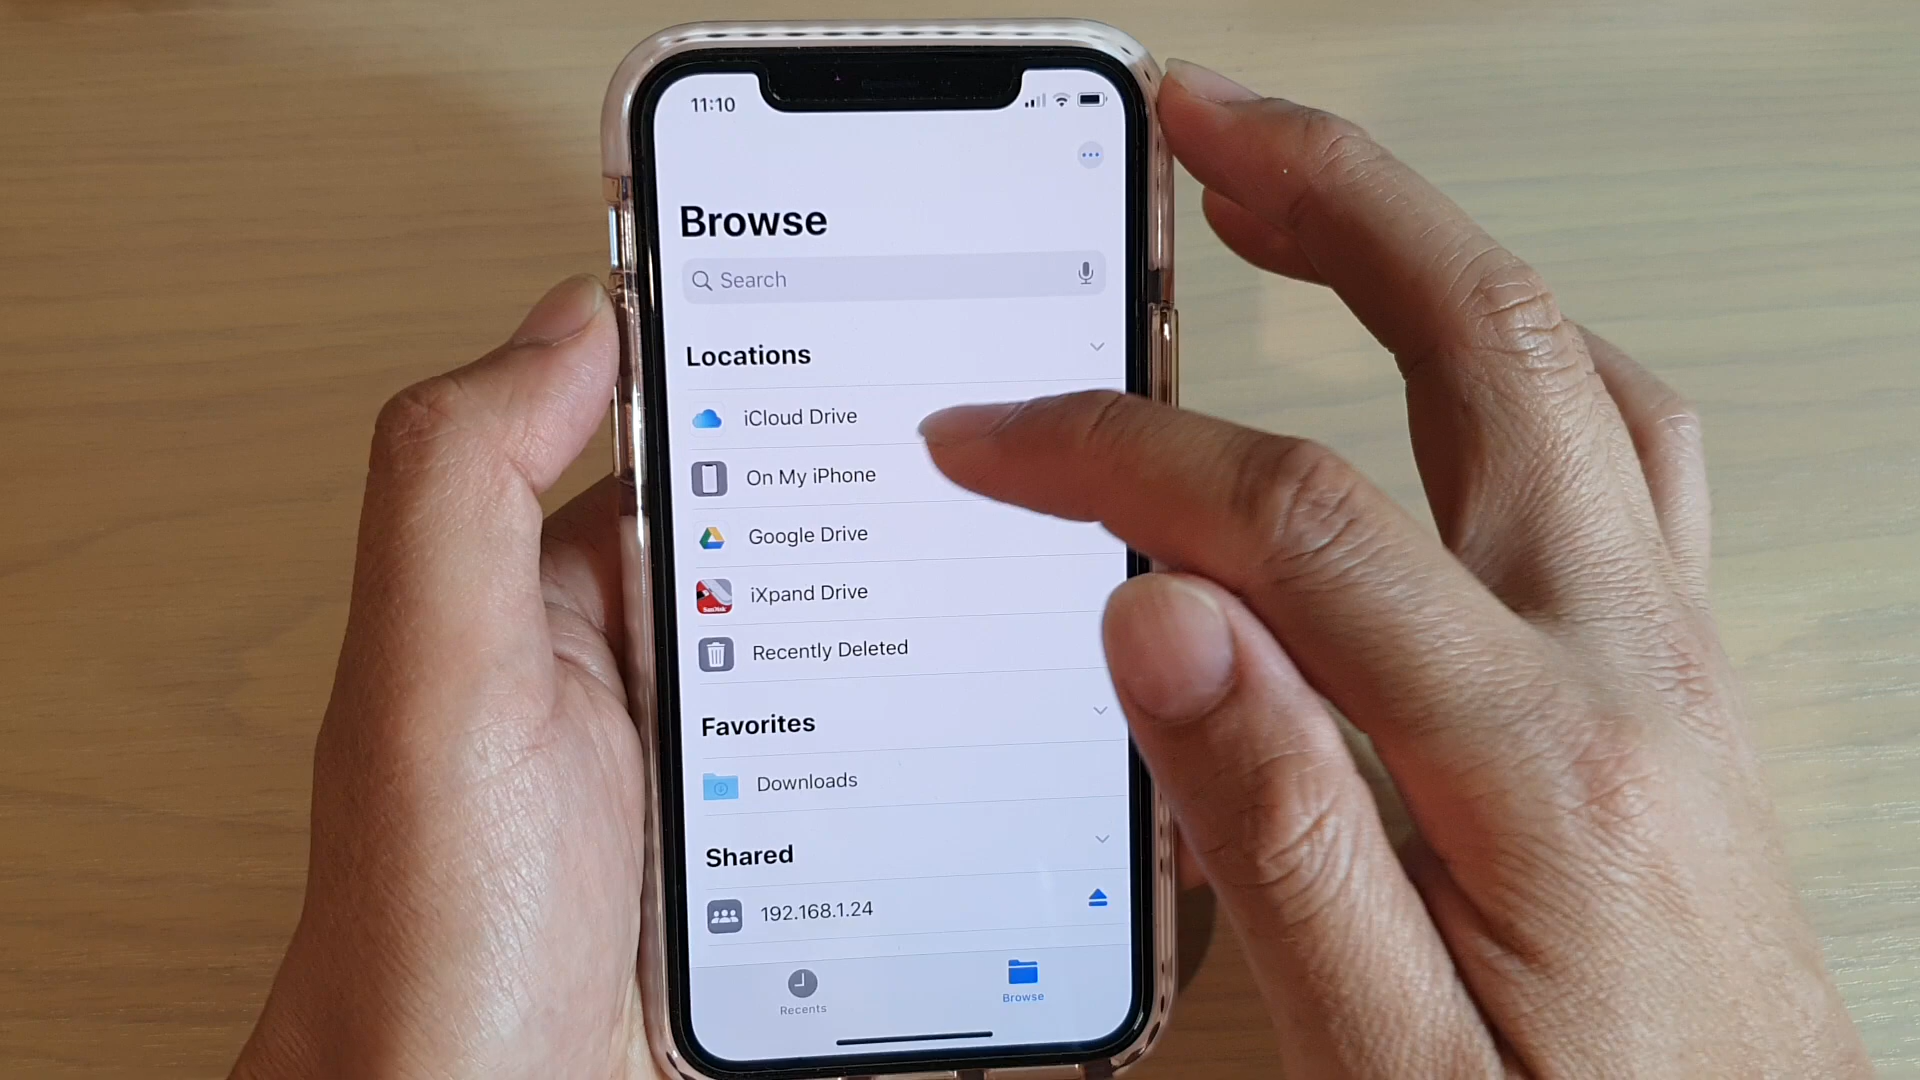 11:10
Browse
Search
Locations
iCloud Drive
On My iPhone
Google Drive
iXpand Drive
SanDisk
Recently Deleted
Favorites
Downloads
Shared
192.168.1.24
Recents
Browse